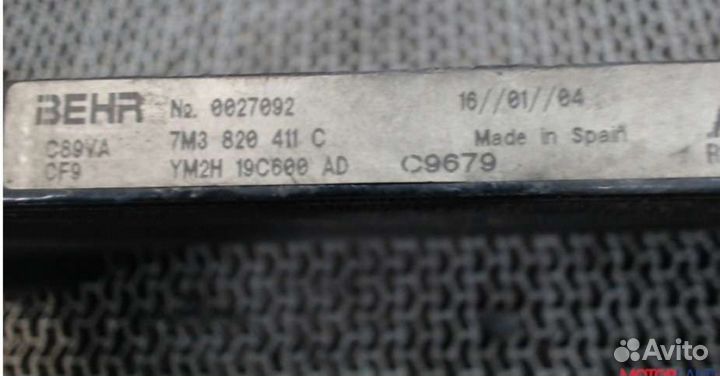 BEHR № 0027092 16//01//04
C89VA 7M3 820 411 C Made in Spain
CF9 YM2H 19C600 AD C9679
Avito